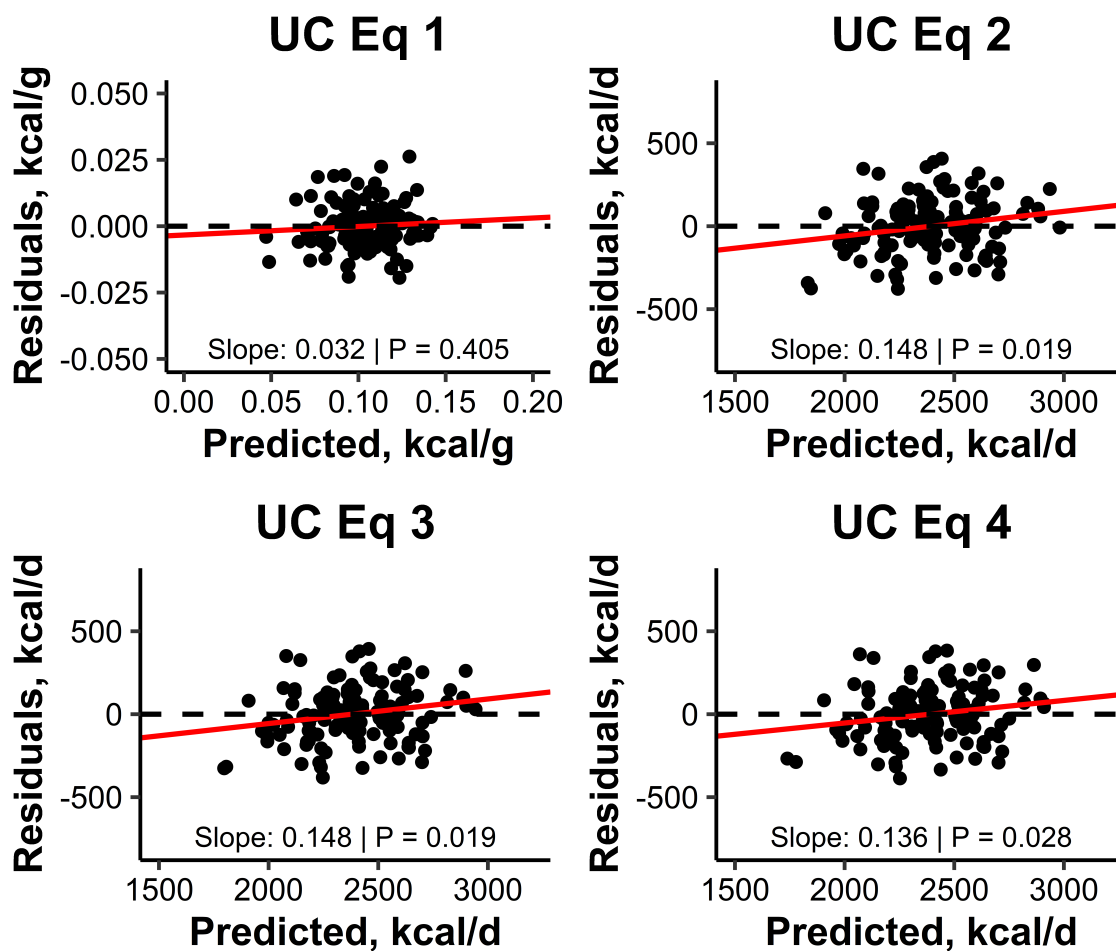 UC Eq 1
Residuals, kcal/g
0.050
0.025
0.000
-0.025
-0.050
Slope: 0.032 | P = 0.405
0.00 0.05 0.10 0.15 0.20
Predicted, kcal/g
UC Eq 2
Residuals, kcal/d
500
0
-500
Slope: 0.148 | P = 0.019
1500 2000 2500 3000
Predicted, kcal/d
UC Eq 3
Residuals, kcal/d
500
0
-500
Slope: 0.148 | P = 0.019
1500 2000 2500 3000
Predicted, kcal/d
UC Eq 4
Residuals, kcal/d
500
0
-500
Slope: 0.136 | P = 0.028
1500 2000 2500 3000
Predicted, kcal/d